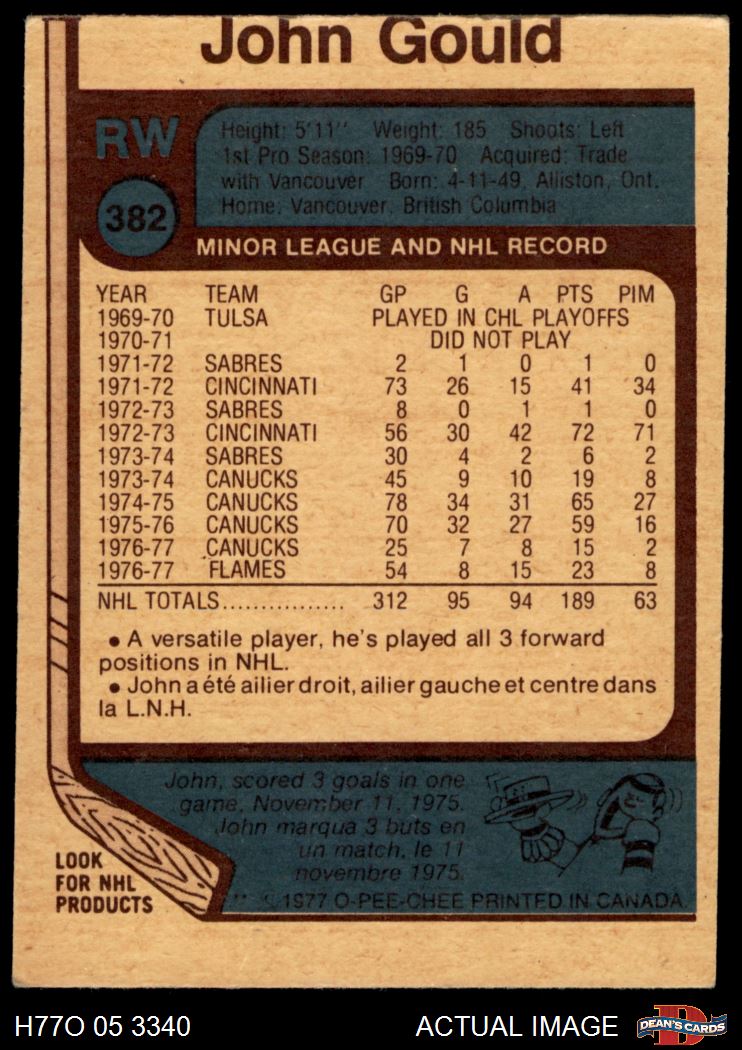 John Gould
RW
Height: 5'11" Weight: 185 Shoots: Left
1st Pro Season: 1969-70 Acquired: Trade
with Vancouver Born: 4-11-49, Alliston, Ont.
Home: Vancouver, British Columbia
382
MINOR LEAGUE AND NHL RECORD
YEAR TEAM GP G A PTS PIM
1969-70 TULSA PLAYED IN CHL PLAYOFFS
1970-71 DID NOT PLAY
1971-72 SABRES 2 1 0 1 0
1971-72 CINCINNATI 73 26 15 41 34
1972-73 SABRES 8 0 1 1 0
1972-73 CINCINNATI 56 30 42 72 71
1973-74 SABRES 30 4 2 6 2
1973-74 CANUCKS 45 9 10 19 8
1974-75 CANUCKS 78 34 31 65 27
1975-76 CANUCKS 70 32 27 59 16
1976-77 CANUCKS 25 7 8 15 2
1976-77 FLAMES 54 8 15 23 8
NHL TOTALS................ 312 95 94 189 63
• A versatile player, he's played all 3 forward
positions in NHL.
• John a été ailier droit, ailier gauche et centre dans
la L.N.H.
John, scored 3 goals in one
game, November 11, 1975.
John marqua 3 buts en
un match, le 11
novembre 1975.
LOOK
FOR NHL
PRODUCTS
** © 1977 O-PEE-CHEE PRINTED IN CANADA
H77O 05 3340 ACTUAL IMAGE
D
DEAN'S CARDS